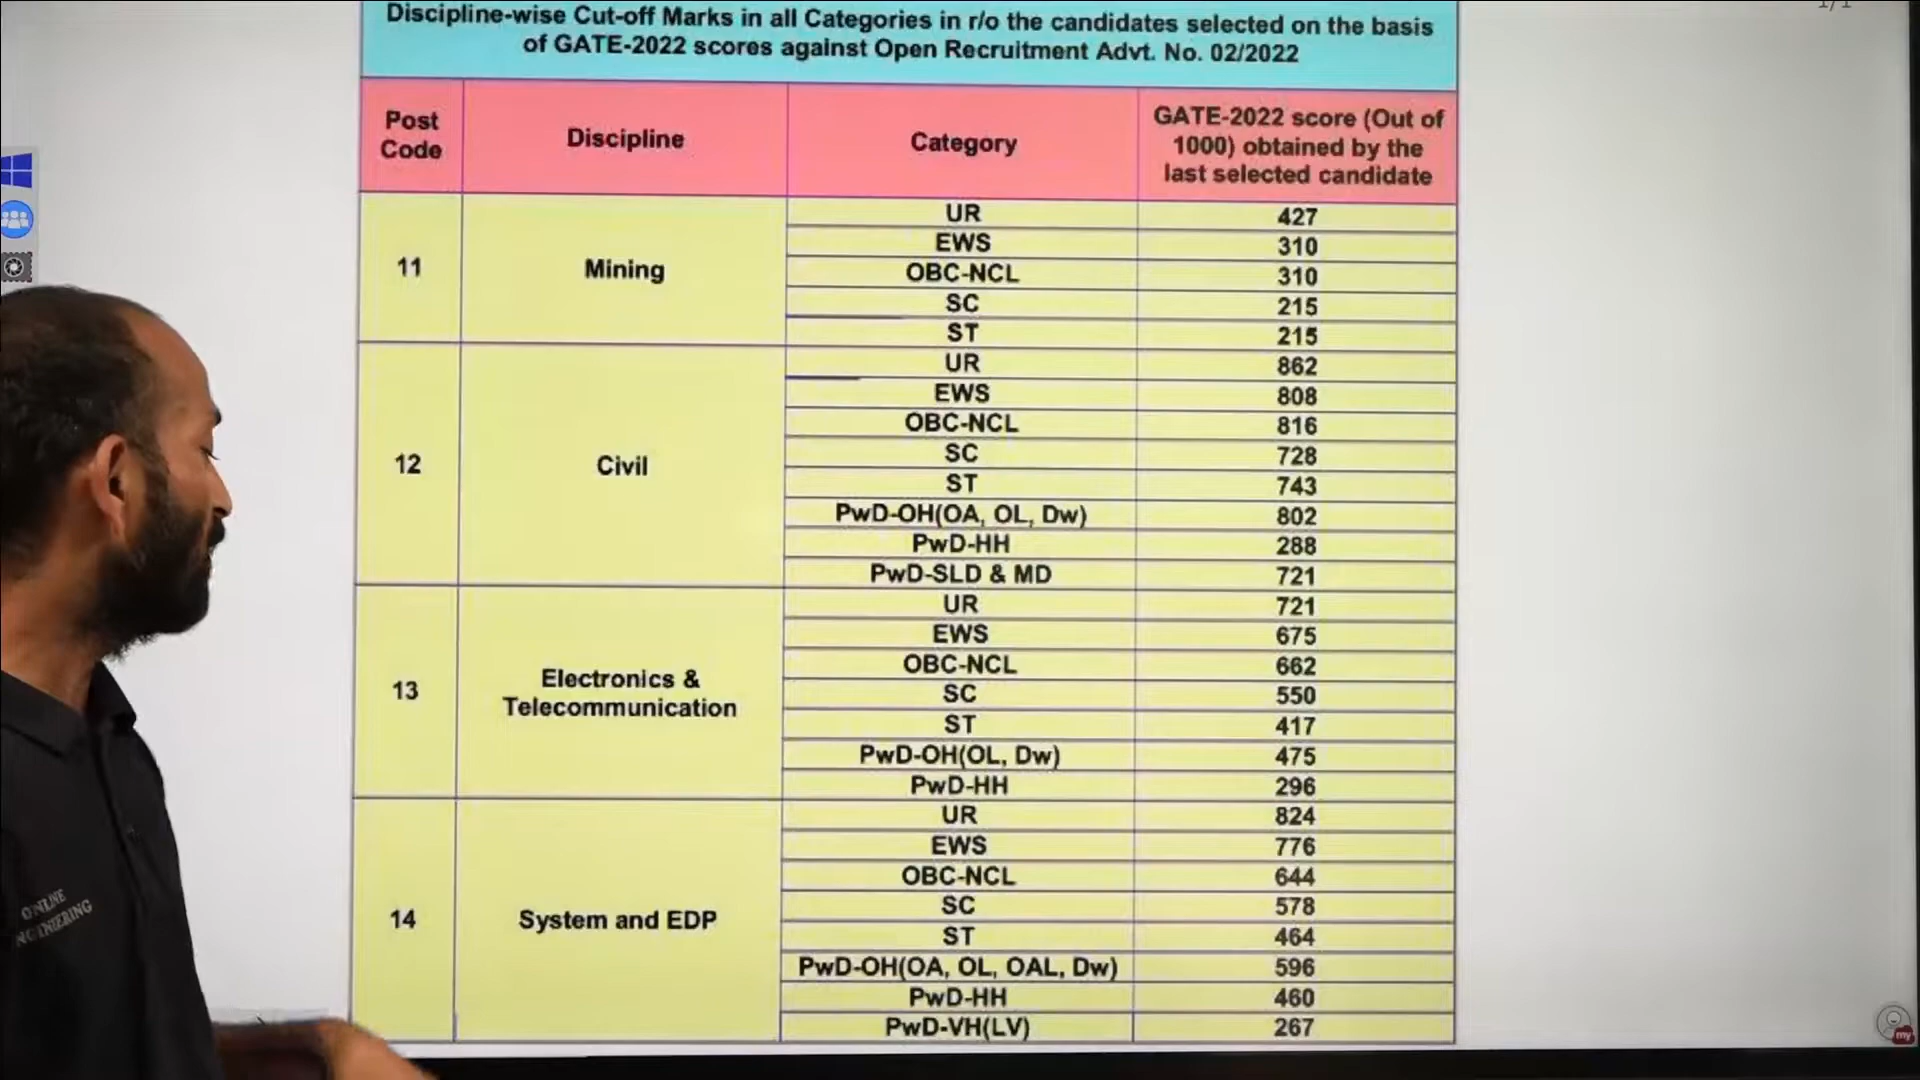 1/1
Discipline-wise Cut-off Marks in all Categories in r/o the candidates selected on the basis
of GATE-2022 scores against Open Recruitment Advt. No. 02/2022
Post Code Discipline Category GATE-2022 score (Out of 1000) obtained by the last selected candidate
11 Mining
UR 427
EWS 310
OBC-NCL 310
SC 215
ST 215
12 Civil
UR 862
EWS 808
OBC-NCL 816
SC 728
ST 743
PwD-OH(OA, OL, Dw) 802
PwD-HH 288
PwD-SLD & MD 721
13 Electronics & Telecommunication
UR 721
EWS 675
OBC-NCL 662
SC 550
ST 417
PwD-OH(OL, Dw) 475
PwD-HH 296
14 System and EDP
UR 824
EWS 776
OBC-NCL 644
SC 578
ST 464
PwD-OH(OA, OL, OAL, Dw) 596
PwD-HH 460
PwD-VH(LV) 267
ONLINE
my